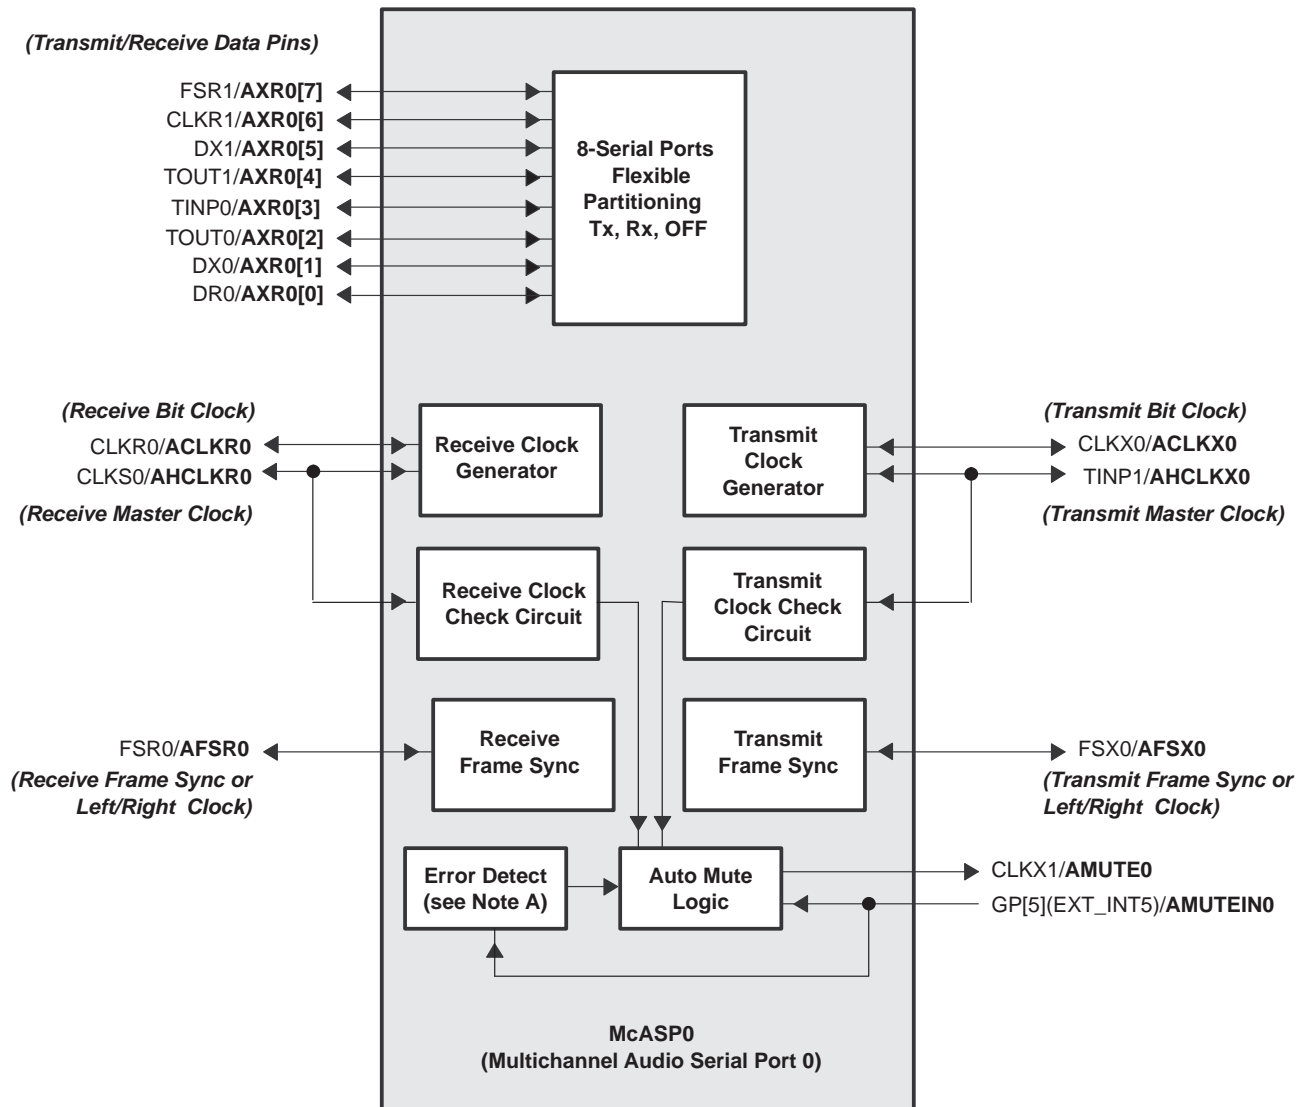 (Transmit/Receive Data Pins)
FSR1/AXR0[7]
CLKR1/AXR0[6]
DX1/AXR0[5]
TOUT1/AXR0[4]
TINP0/AXR0[3]
TOUT0/AXR0[2]
DX0/AXR0[1]
DR0/AXR0[0]
8-Serial Ports
Flexible
Partitioning
Tx, Rx, OFF
(Receive Bit Clock)
CLKR0/ACLKR0
CLKS0/AHCLKR0
(Receive Master Clock)
Receive Clock
Generator
Transmit
Clock
Generator
(Transmit Bit Clock)
CLKX0/ACLKX0
TINP1/AHCLKX0
(Transmit Master Clock)
Receive Clock
Check Circuit
Transmit
Clock Check
Circuit
FSR0/AFSR0
(Receive Frame Sync or
Left/Right Clock)
Receive
Frame Sync
Transmit
Frame Sync
FSX0/AFSX0
(Transmit Frame Sync or
Left/Right Clock)
Error Detect
(see Note A)
Auto Mute
Logic
CLKX1/AMUTE0
GP[5](EXT_INT5)/AMUTEIN0
McASP0
(Multichannel Audio Serial Port 0)